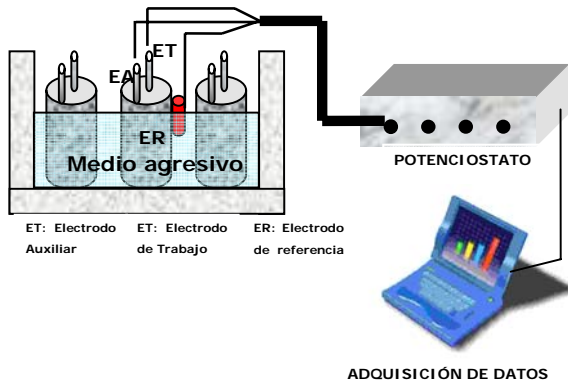 ET
EA
ER
Medio agresivo
POTENCIOSTATO
ET: Electrodo
Auxiliar
ET: Electrodo
de Trabajo
ER: Electrodo
de referencia
ADQUISICIÓN DE DATOS